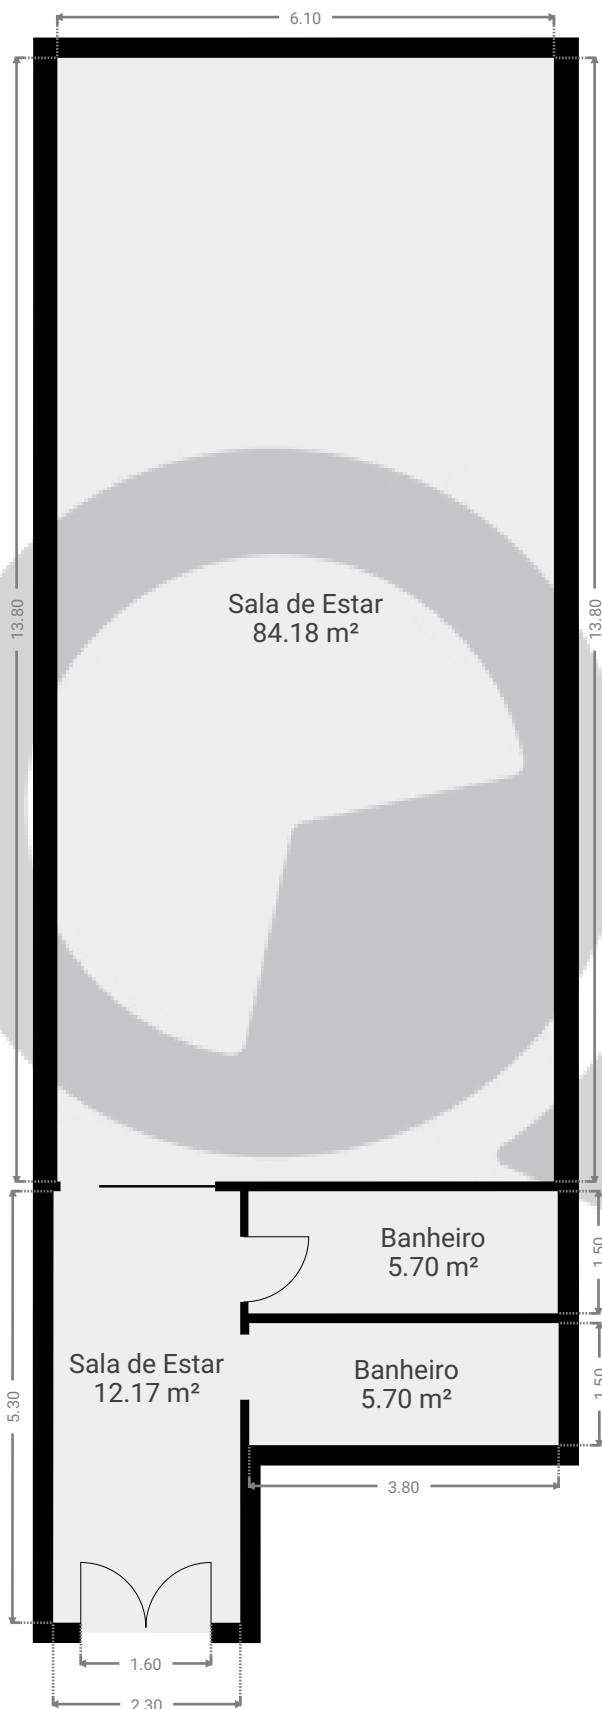 6.10
13.80
13.80
Sala de Estar
84.18 m²
Banheiro
5.70 m²
1.50
Sala de Estar
12.17 m²
Banheiro
5.70 m²
1.50
5.30
3.80
1.60
2.30